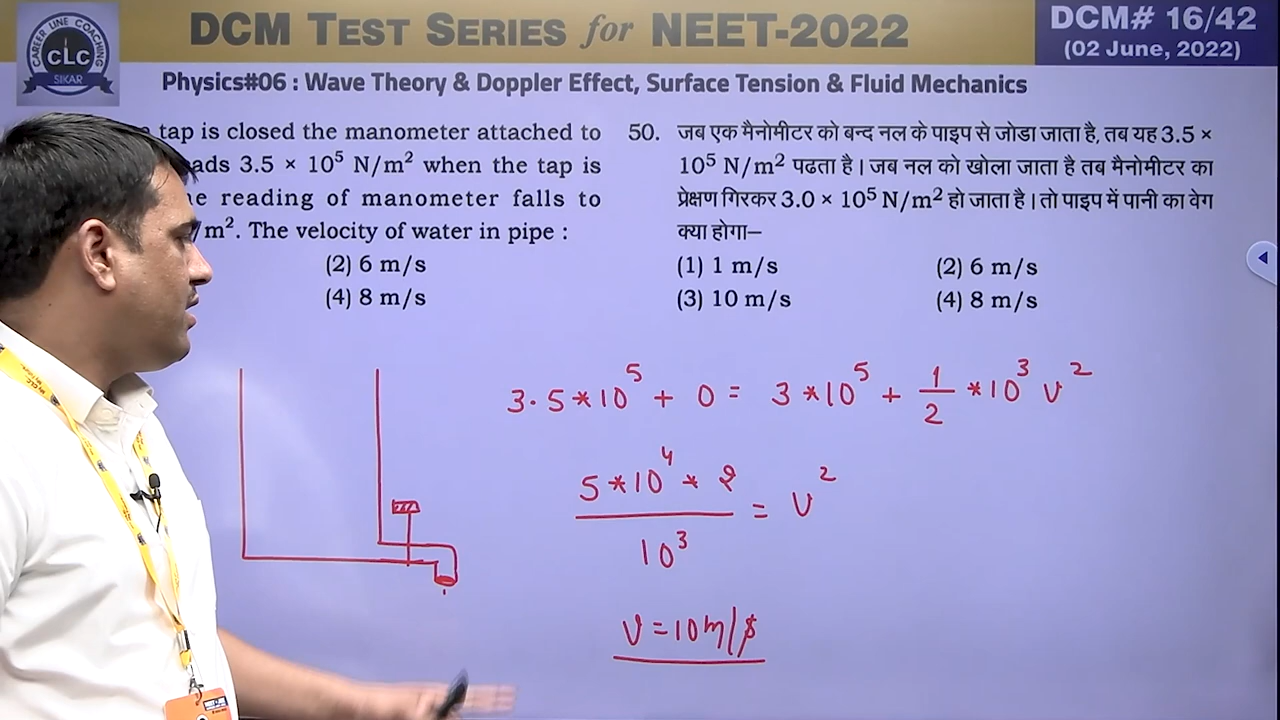 CAREER LINE COACHING
CLC
SIKAR
DCM TEST SERIES for NEET-2022
DCM# 16/42
(02 June, 2022)
Physics#06 : Wave Theory & Doppler Effect, Surface Tension & Fluid Mechanics
tap is closed the manometer attached to
ads 3.5 × 10⁵ N/m² when the tap is
reading of manometer falls to
/m². The velocity of water in pipe :
(2) 6 m/s
(4) 8 m/s
50. जब एक मैनोमीटर को बन्द नल के पाइप से जोडा जाता है, तब यह 3.5 ×
10⁵ N/m² पढता है। जब नल को खोला जाता है तब मैनोमीटर का
प्रेक्षण गिरकर 3.0 × 10⁵ N/m² हो जाता है। तो पाइप में पानी का वेग
क्या होगा–
(1) 1 m/s (2) 6 m/s
(3) 10 m/s (4) 8 m/s
3.5*10⁵ + 0 = 3*10⁵ + 1/2 *10³ v²
5*10⁴ * 2 / 10³ = v²
v = 10 m/s